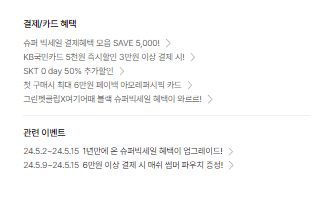 결제/카드 혜택
슈퍼 빅세일 결제혜택 모음 SAVE 5,000!
KB국민카드 5천원 즉시할인 3만원 이상 결제 시!
SKT 0 day 50% 추가할인
첫 구매시 최대 6만원 페이백 아모레퍼시픽 카드
그린벳클럽X여기어때 블랙 슈퍼빅세일 혜택이 와르르!
관련 이벤트
24.5.2~24.5.15 1년만에 온 슈퍼빅세일 혜택이 업그레이드!
24.5.9~24.5.15 6만원 이상 결제 시 매쉬 썸머 파우치 증정!